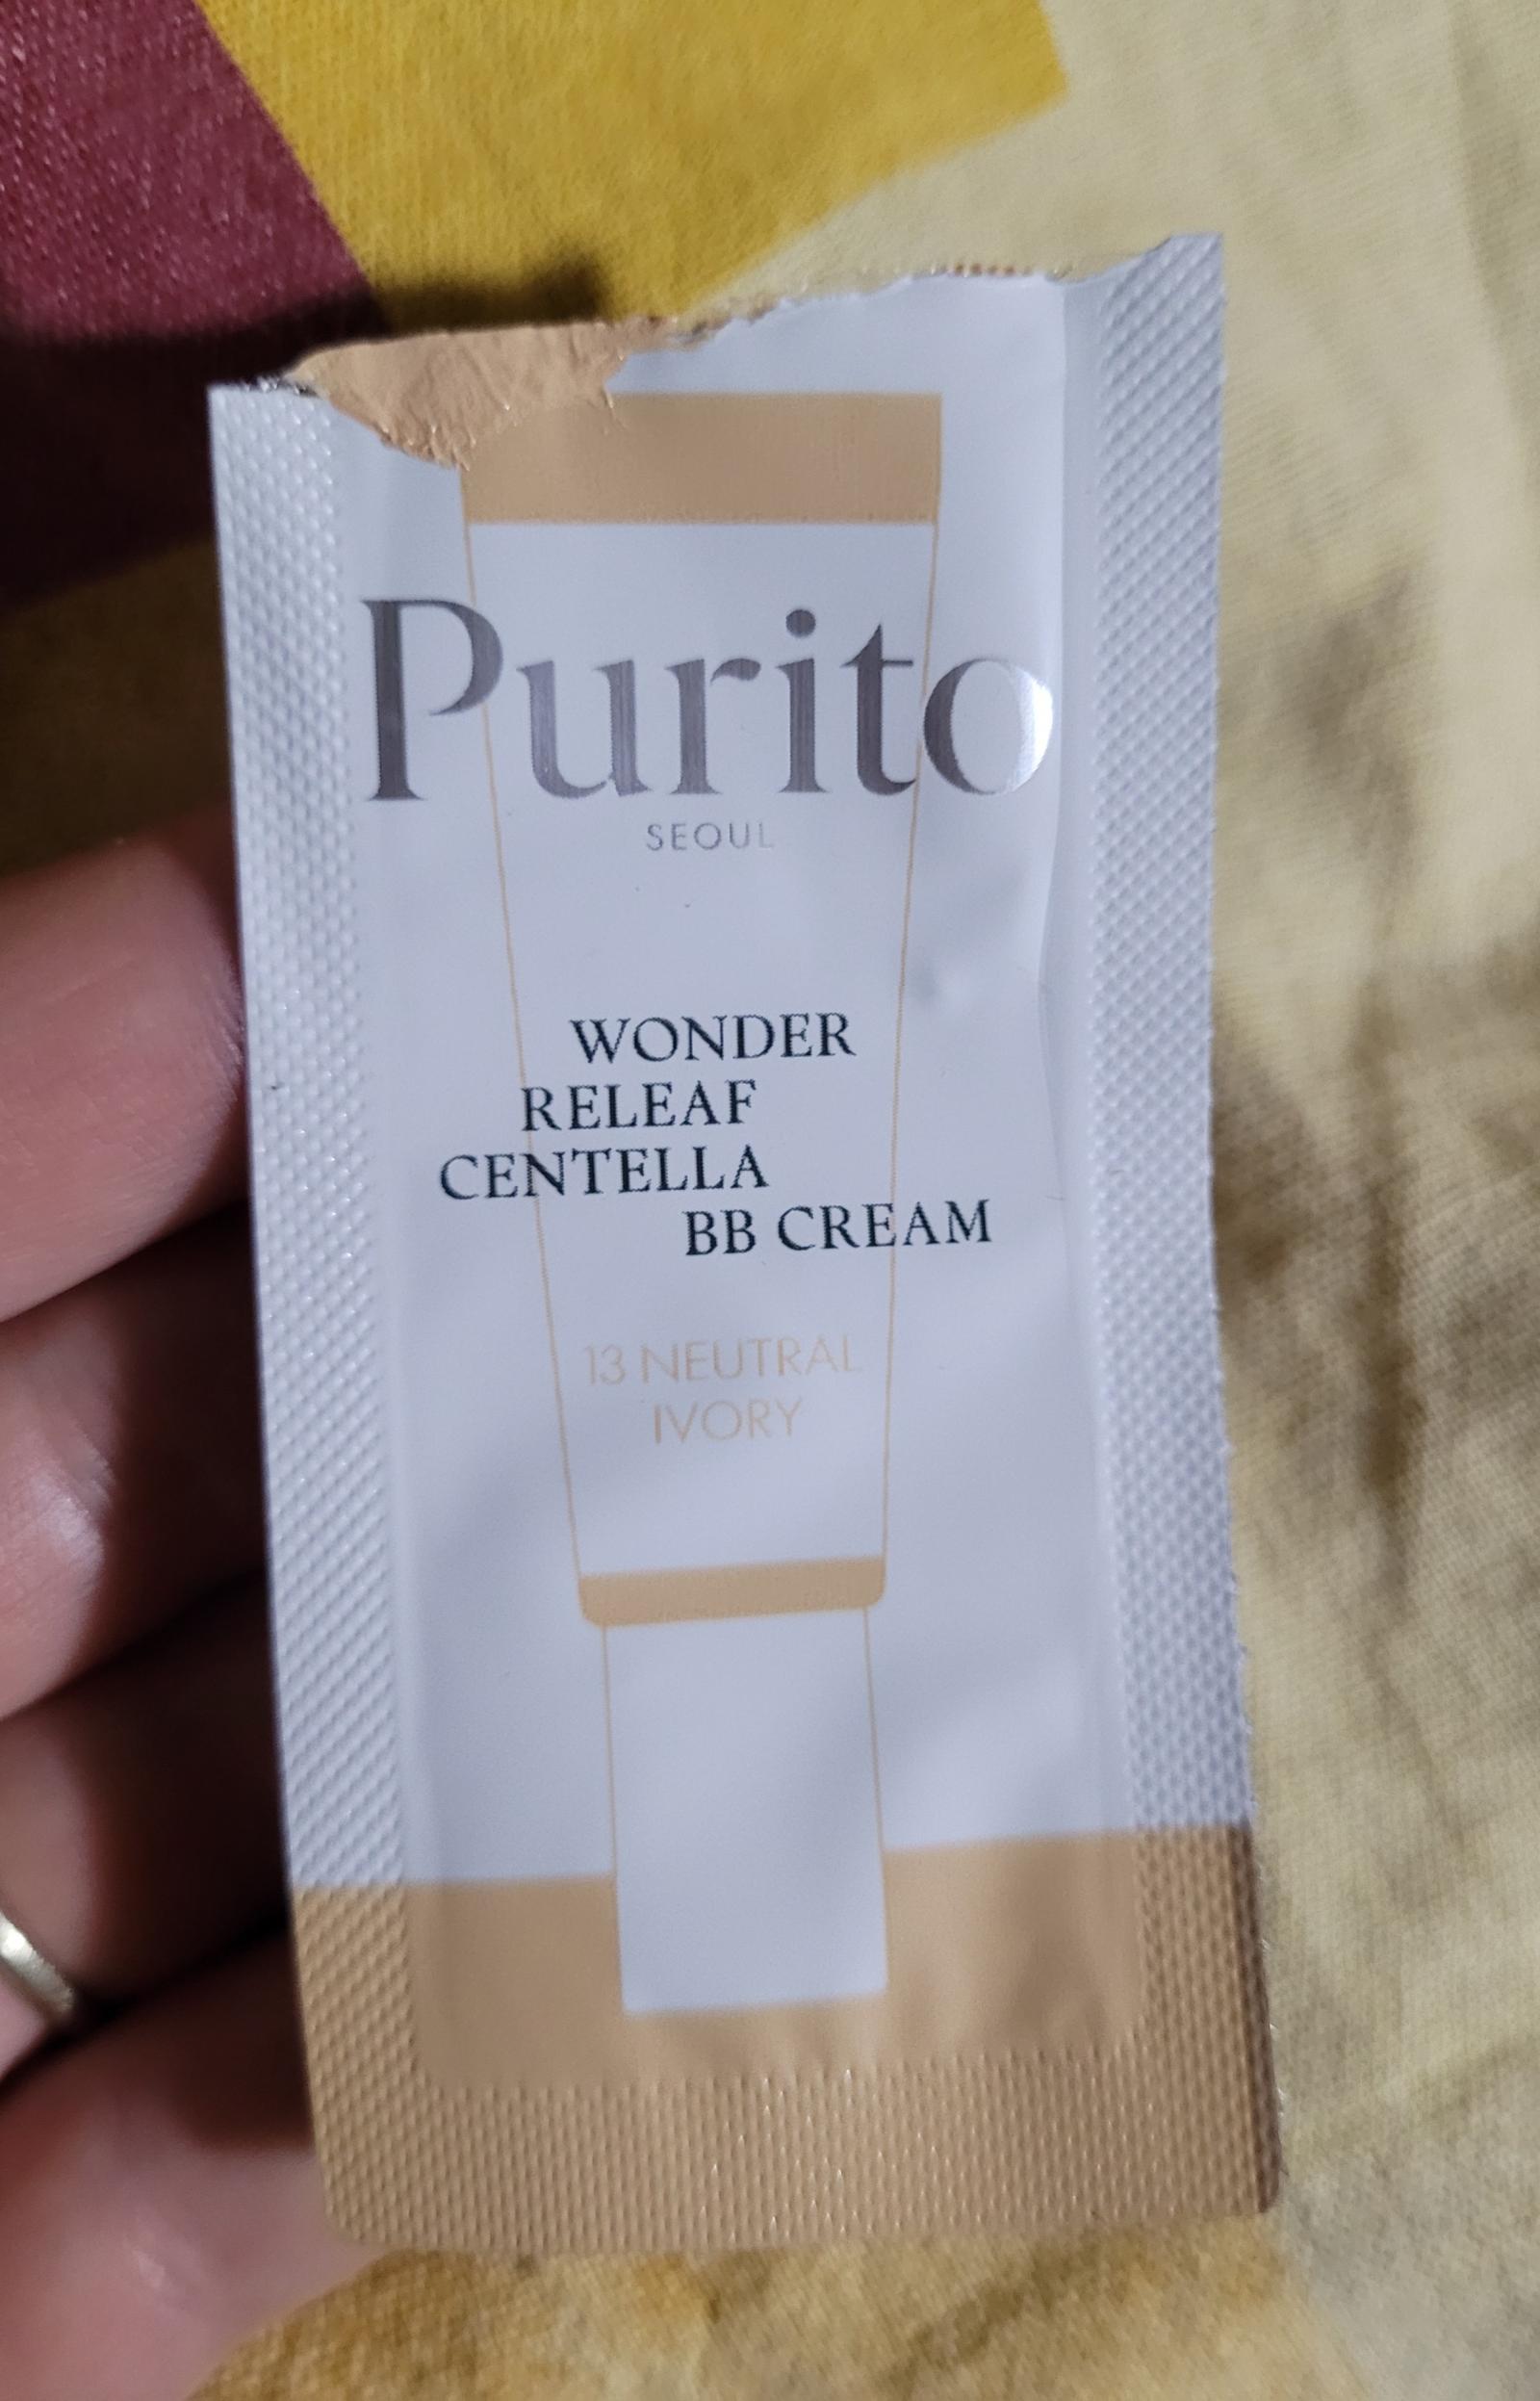 Purito
SEOUL
WONDER
RELEAF
CENTELLA
BB CREAM
13 NEUTRAL
IVORY